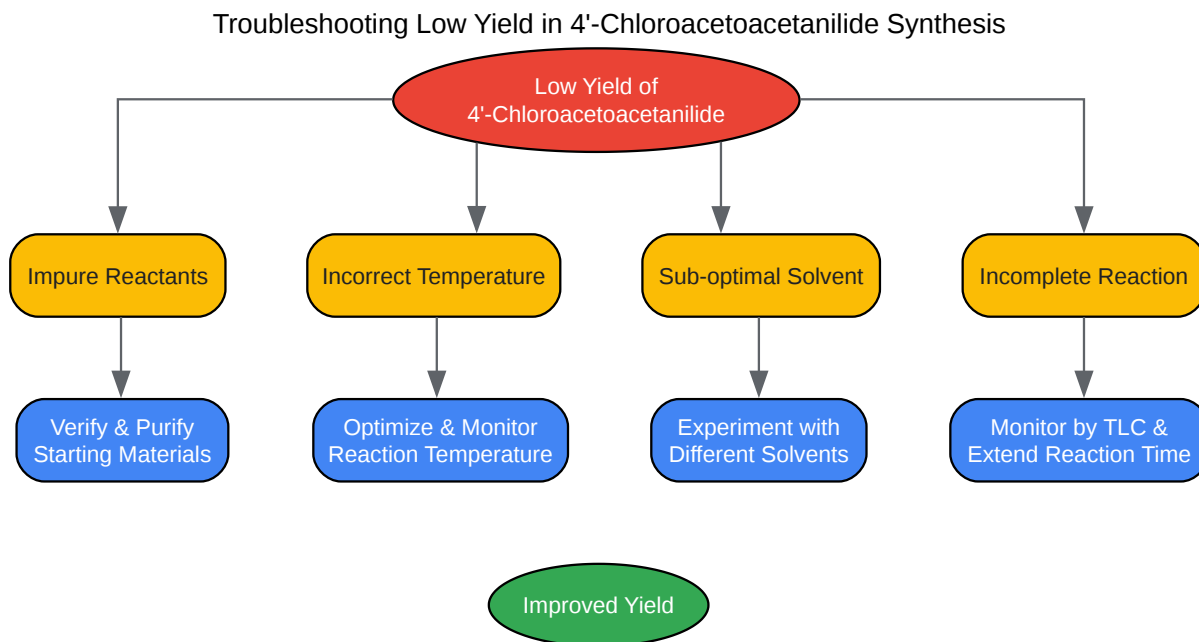 Troubleshooting Low Yield in 4'-Chloroacetoacetanilide Synthesis
Low Yield of
4'-Chloroacetoacetanilide
Impure Reactants
Incorrect Temperature
Sub-optimal Solvent
Incomplete Reaction
Verify & Purify
Starting Materials
Optimize & Monitor
Reaction Temperature
Experiment with
Different Solvents
Monitor by TLC &
Extend Reaction Time
Improved Yield